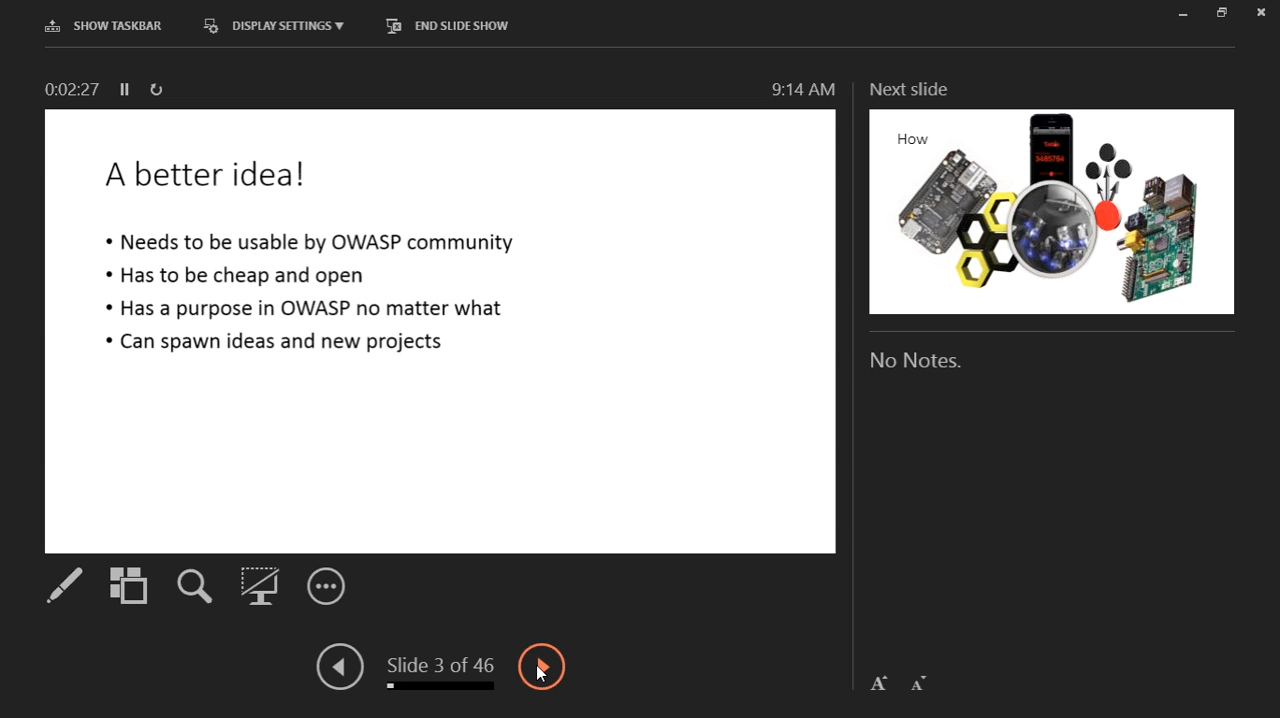 SHOW TASKBAR
DISPLAY SETTINGS ▼
END SLIDE SHOW
0:02:27
9:14 AM
Next slide
A better idea!
• Needs to be usable by OWASP community
• Has to be cheap and open
• Has a purpose in OWASP no matter what
• Can spawn ideas and new projects
How
3485764
No Notes.
Slide 3 of 46
A
A